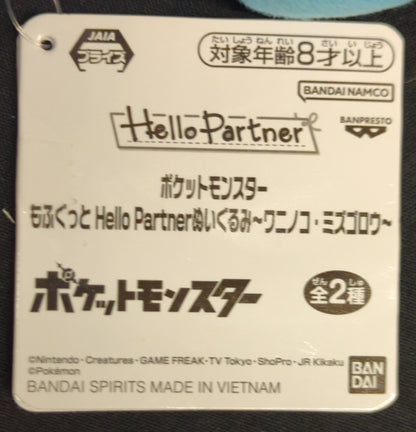 JAIA
プライズ
たいしょうねんれい さい いじょう
対象年齢8才以上
BANDAI NAMCO
Hello Partner
BANPRESTO
ポケットモンスター
もふぐっと Hello Partnerぬいぐるみ~ワニノコ・ミズゴロウ~
ポケットモンスター
ぜん しゅ
全2種
©Nintendo・Creatures・GAME FREAK・TV Tokyo・ShoPro・JR Kikaku
©Pokémon
BANDAI SPIRITS MADE IN VIETNAM
BAN
DAI